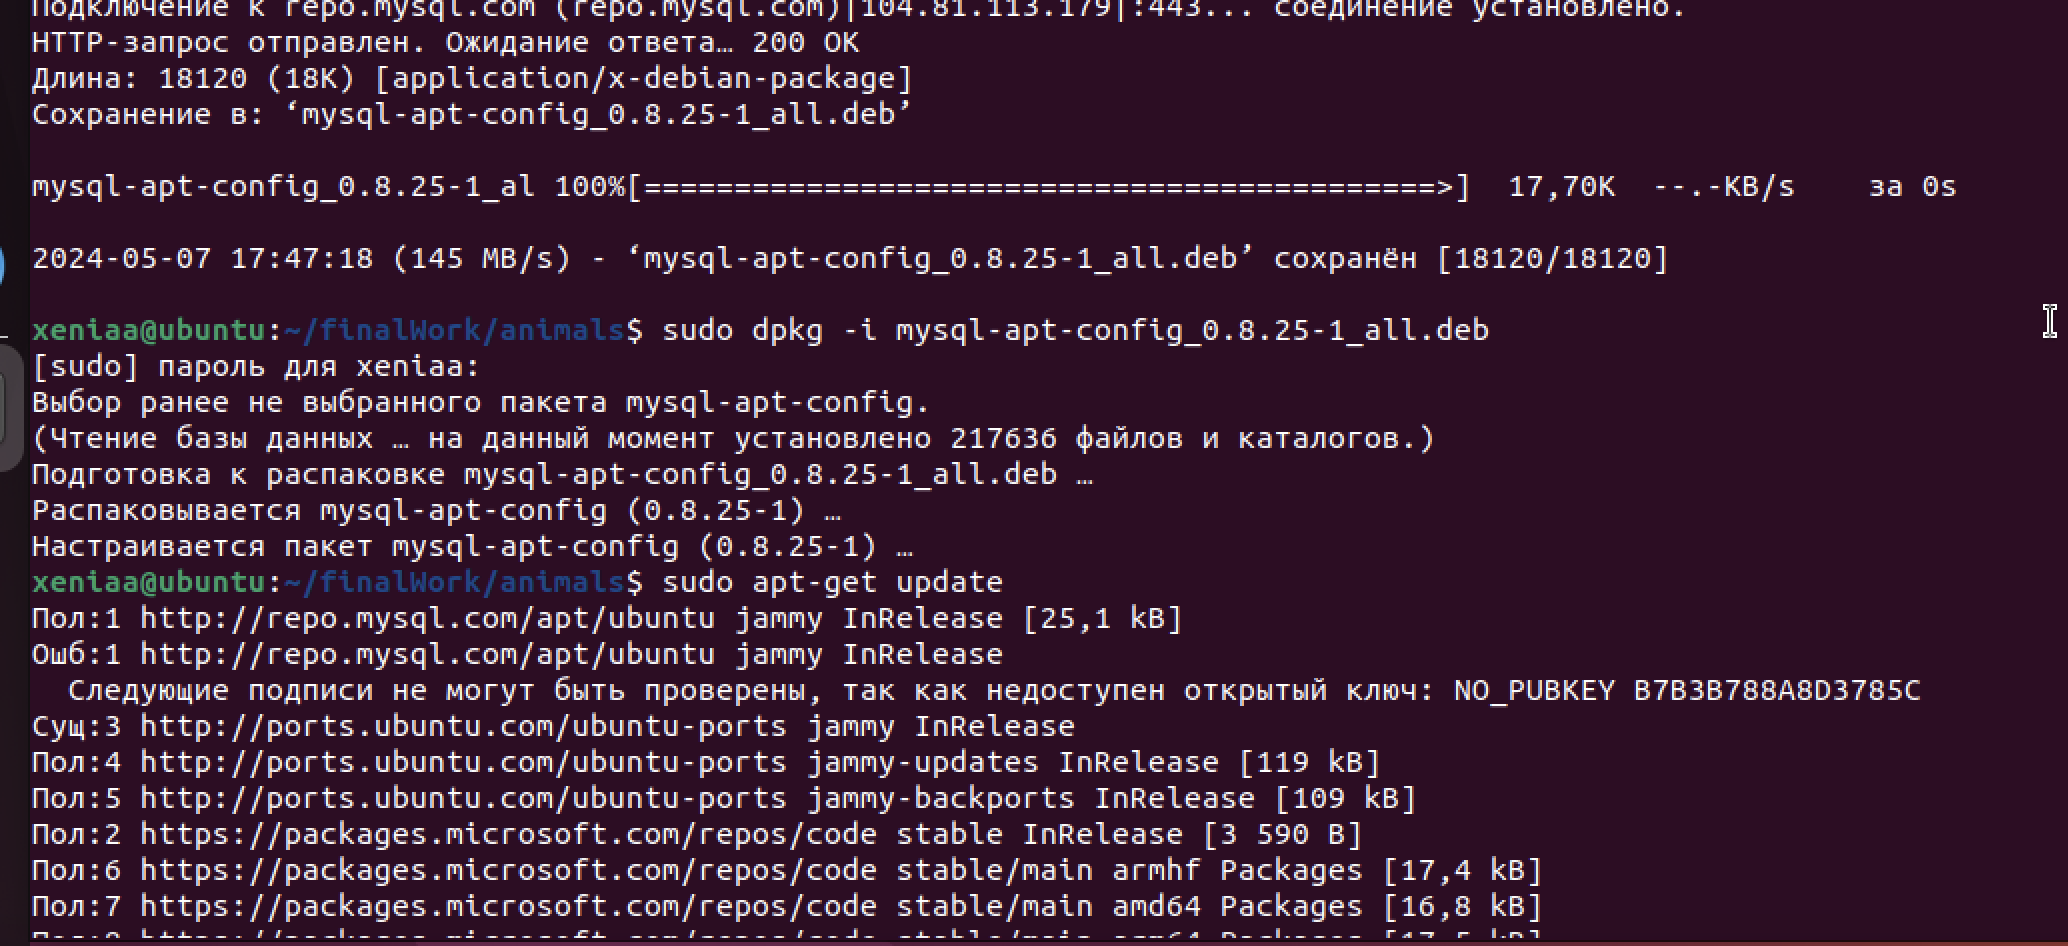 Подключение к repo.mysql.com (repo.mysql.com)|104.81.113.179|:443... соединение установлено.
HTTP-запрос отправлен. Ожидание ответа… 200 OK
Длина: 18120 (18K) [application/x-debian-package]
Сохранение в: ‘mysql-apt-config_0.8.25-1_all.deb’
mysql-apt-config_0.8.25-1_al 100%[============================================>]  17,70K  --.-KB/s    за 0s
2024-05-07 17:47:18 (145 MB/s) - ‘mysql-apt-config_0.8.25-1_all.deb’ сохранён [18120/18120]
xeniaa@ubuntu:~/finalWork/animals$ sudo dpkg -i mysql-apt-config_0.8.25-1_all.deb
[sudo] пароль для xeniaa:
Выбор ранее не выбранного пакета mysql-apt-config.
(Чтение базы данных … на данный момент установлено 217636 файлов и каталогов.)
Подготовка к распаковке mysql-apt-config_0.8.25-1_all.deb …
Распаковывается mysql-apt-config (0.8.25-1) …
Настраивается пакет mysql-apt-config (0.8.25-1) …
xeniaa@ubuntu:~/finalWork/animals$ sudo apt-get update
Пол:1 http://repo.mysql.com/apt/ubuntu jammy InRelease [25,1 kB]
Ошб:1 http://repo.mysql.com/apt/ubuntu jammy InRelease
  Следующие подписи не могут быть проверены, так как недоступен открытый ключ: NO_PUBKEY B7B3B788A8D3785C
Сущ:3 http://ports.ubuntu.com/ubuntu-ports jammy InRelease
Пол:4 http://ports.ubuntu.com/ubuntu-ports jammy-updates InRelease [119 kB]
Пол:5 http://ports.ubuntu.com/ubuntu-ports jammy-backports InRelease [109 kB]
Пол:2 https://packages.microsoft.com/repos/code stable InRelease [3 590 B]
Пол:6 https://packages.microsoft.com/repos/code stable/main armhf Packages [17,4 kB]
Пол:7 https://packages.microsoft.com/repos/code stable/main amd64 Packages [16,8 kB]
https://packages.microsoft.com/repos/code stable/main arm64 Packages